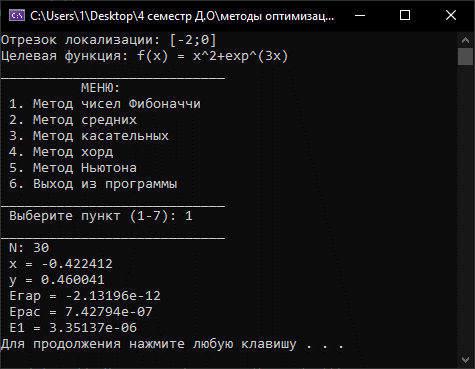 C:\Users\1\Desktop\4 семестр Д.О\методы оптимизац...
Отрезок локализации: [-2;0]
Целевая функция: f(x) = x^2+exp^(3x)
____________________________
МЕНЮ:
1. Метод чисел Фибоначчи
2. Метод средних
3. Метод касательных
4. Метод хорд
5. Метод Ньютона
6. Выход из программы
____________________________
Выберите пункт (1-7): 1
____________________________
N: 30
x = -0.422412
y = 0.460041
Eгар = -2.13196e-12
Eрас = 7.42794e-07
E1 = 3.35137e-06
Для продолжения нажмите любую клавишу . . .